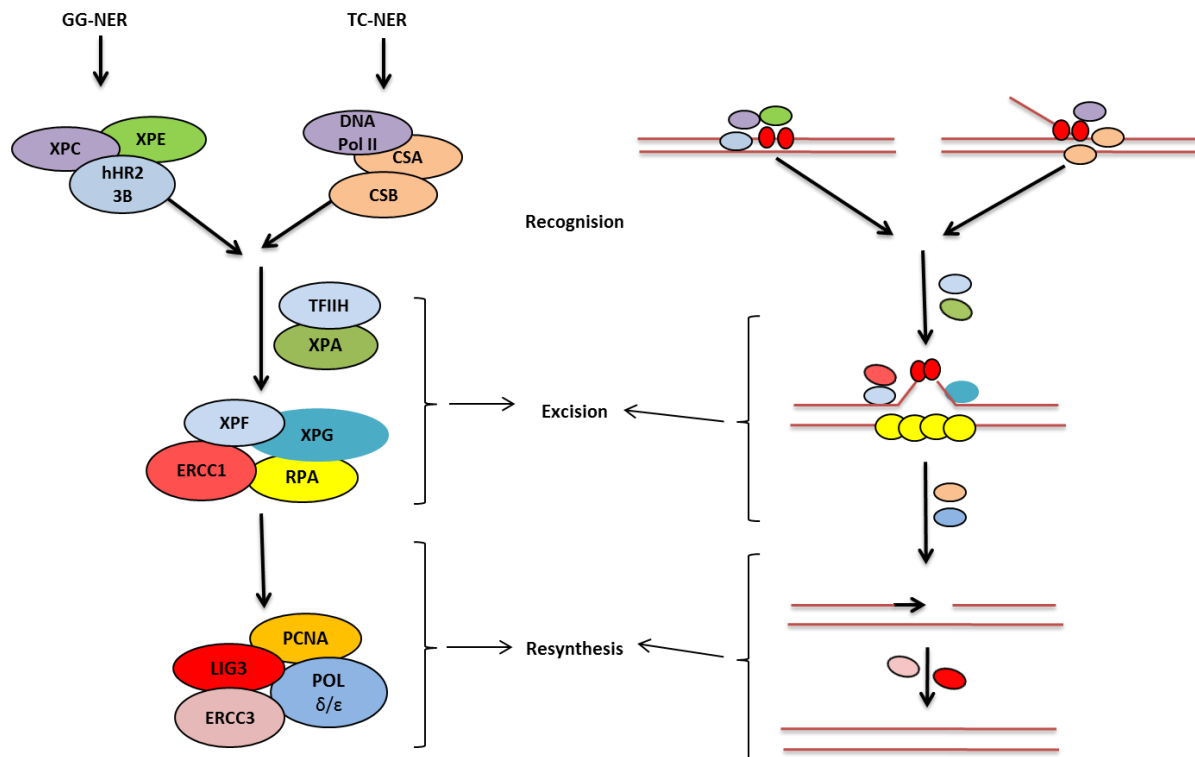 GG-NER
TC-NER
XPC
XPE
hHR2
3B
DNA
Pol II
CSA
CSB
Recognision
TFIIH
XPA
XPF
XPG
ERCC1
RPA
Excision
PCNA
LIG3
POL
δ/ε
ERCC3
Resynthesis